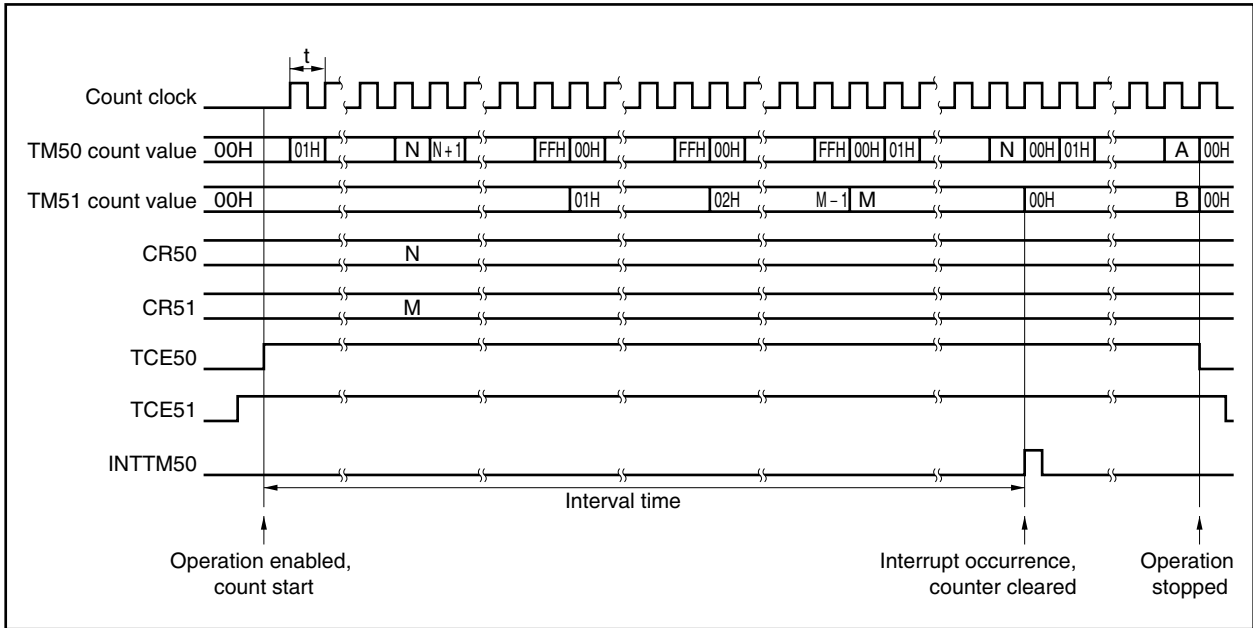 t
Count clock
TM50 count value 00H 01H N N + 1 FFH 00H FFH 00H FFH 00H 01H N 00H 01H A 00H
TM51 count value 00H 01H 02H M − 1 M 00H B 00H
CR50 N
CR51 M
TCE50
TCE51
INTTM50
Interval time
Operation enabled,
count start
Interrupt occurrence,
counter cleared
Operation
stopped